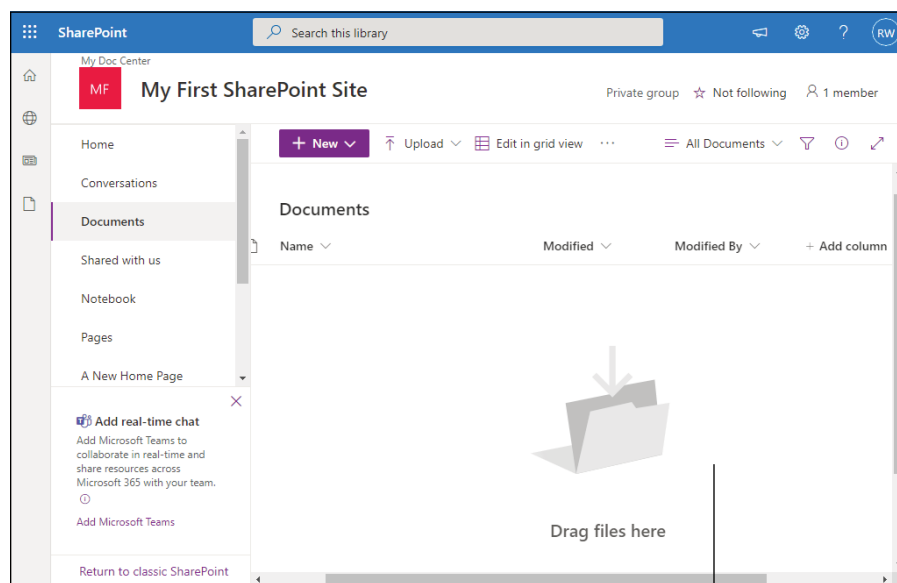 SharePoint
Search this library
RW
My Doc Center
MF
My First SharePoint Site
Private group
Not following
1 member
Home
Conversations
Documents
Shared with us
Notebook
Pages
A New Home Page
+ New
Upload
Edit in grid view
...
All Documents
Documents
Name
Modified
Modified By
+ Add column
Drag files here
Add real-time chat
Add Microsoft Teams to
collaborate in real-time and
share resources across
Microsoft 365 with your team.
Add Microsoft Teams
Return to classic SharePoint